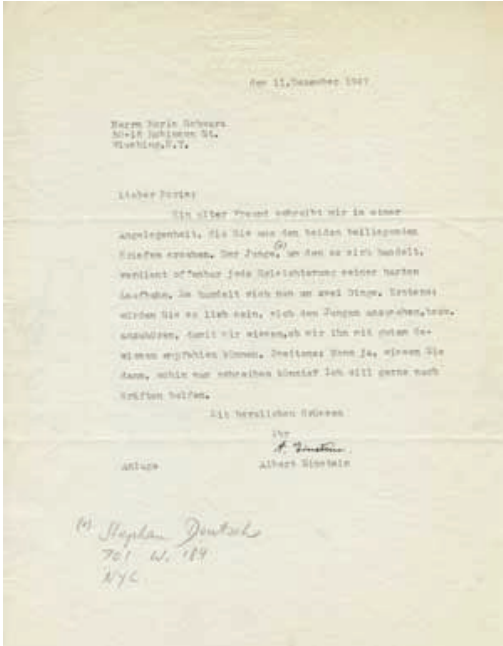 den 11.Dezember 1947
Herrn Boris Schwarz
Flushing,N.Y.
Lieber Boris:
Ein alter Freund schreibt mir in einer
Angelegenheit, die Sie aus den beiden beiliegenden
Briefen ersehen. Der Junge,(*) um den es sich handelt,
verdient offenbar jede Erleichterung seiner harten
Laufbahn. Es handelt sich nun um zwei Dinge. Erstens:
würden Sie so lieb sein, sich den Jungen anzusehen,bezw.
anzuhören, damit wir wissen,ob wir ihn mit gutem Ge-
wissen empfehlen können. Zweitens: Wenn ja, wissen Sie
dann, wohin man schreiben könnte? Ich will gerne nach
Kräften helfen.
Mit herzlichen Grüssen
Ihr
A. Einstein.
Albert Einstein
Anlage
(*) Stephan Deutsch
701 W. 189
NYC